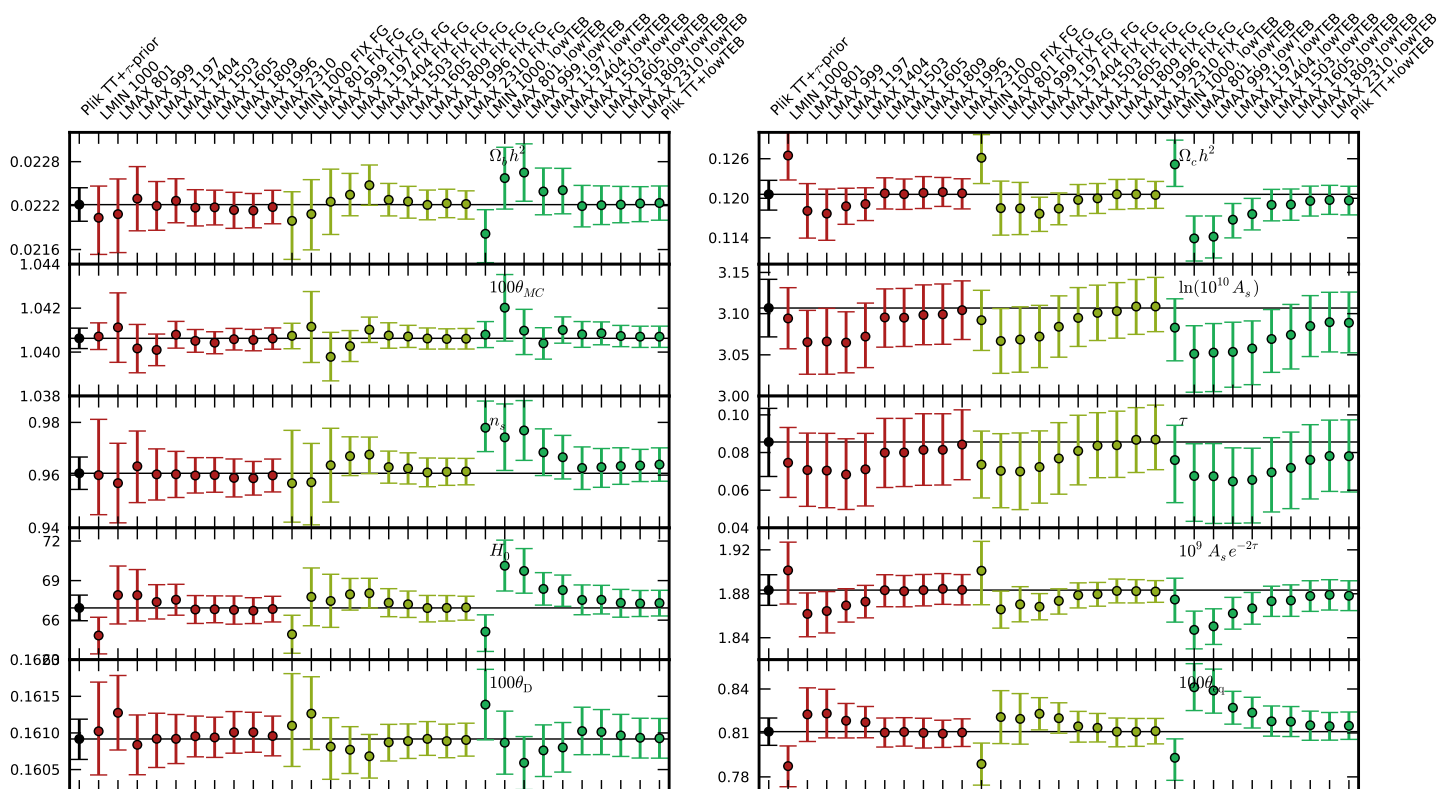 Plik TT+τ-prior
LMIN 1000
LMAX 801
LMAX 999
LMAX 1197
LMAX 1404
LMAX 1503
LMAX 1605
LMAX 1809
LMAX 1996
LMAX 2310
LMIN 1000 FIX FG
LMAX 801 FIX FG
LMAX 999 FIX FG
LMAX 1197 FIX FG
LMAX 1404 FIX FG
LMAX 1503 FIX FG
LMAX 1605 FIX FG
LMAX 1809 FIX FG
LMAX 1996 FIX FG
LMAX 2310 FIX FG
LMIN 1000, lowTEB
LMAX 801, lowTEB
LMAX 999, lowTEB
LMAX 1197, lowTEB
LMAX 1404, lowTEB
LMAX 1503, lowTEB
LMAX 1605, lowTEB
LMAX 1809, lowTEB
LMAX 2310, lowTEB
Plik TT+lowTEB
Ω_b h²
0.0228
0.0222
0.0216
1.044
100θ_MC
1.042
1.040
1.038
n_s
0.98
0.96
0.94
H_0
72
69
66
100θ_D
0.1615
0.1610
0.1605
Plik TT+τ-prior
LMIN 1000
LMAX 801
LMAX 999
LMAX 1197
LMAX 1404
LMAX 1503
LMAX 1605
LMAX 1809
LMAX 1996
LMAX 2310
LMIN 1000 FIX FG
LMAX 801 FIX FG
LMAX 999 FIX FG
LMAX 1197 FIX FG
LMAX 1404 FIX FG
LMAX 1503 FIX FG
LMAX 1605 FIX FG
LMAX 1809 FIX FG
LMAX 1996 FIX FG
LMAX 2310 FIX FG
LMIN 1000, lowTEB
LMAX 801, lowTEB
LMAX 999, lowTEB
LMAX 1197, lowTEB
LMAX 1404, lowTEB
LMAX 1503, lowTEB
LMAX 1605, lowTEB
LMAX 1809, lowTEB
LMAX 2310, lowTEB
Plik TT+lowTEB
Ω_c h²
0.126
0.120
0.114
ln(10¹⁰ A_s)
3.15
3.10
3.05
3.00
τ
0.10
0.08
0.06
0.04
10⁹ A_s e^{−2τ}
1.92
1.88
1.84
100θ_eq
0.84
0.81
0.78